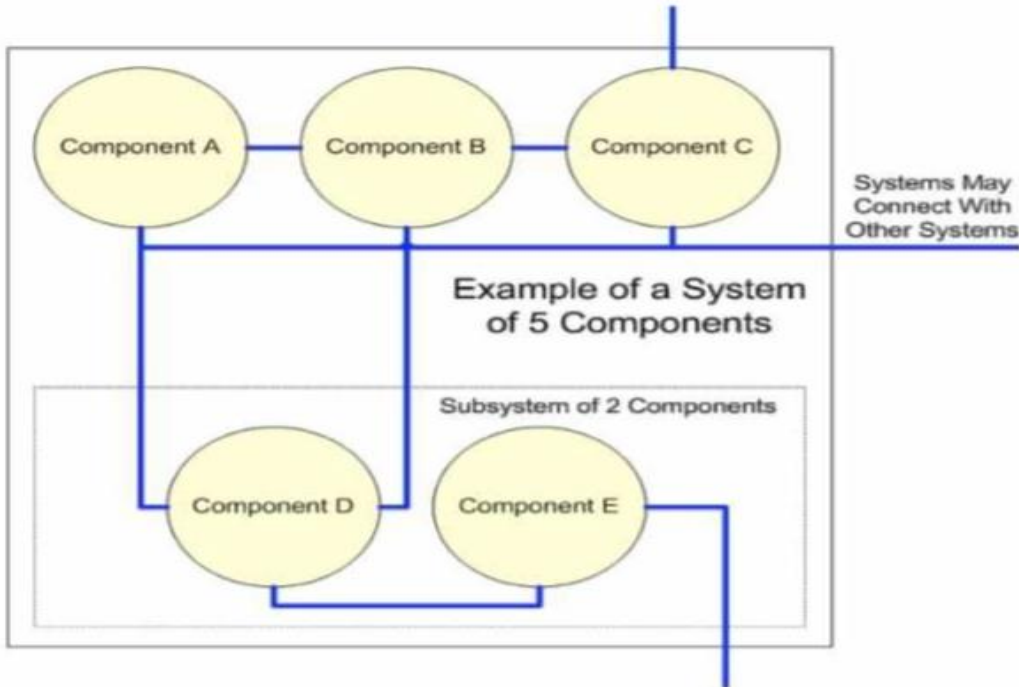 Component A
Component B
Component C
Systems May
Connect With
Other Systems
Example of a System
of 5 Components
Subsystem of 2 Components
Component D
Component E